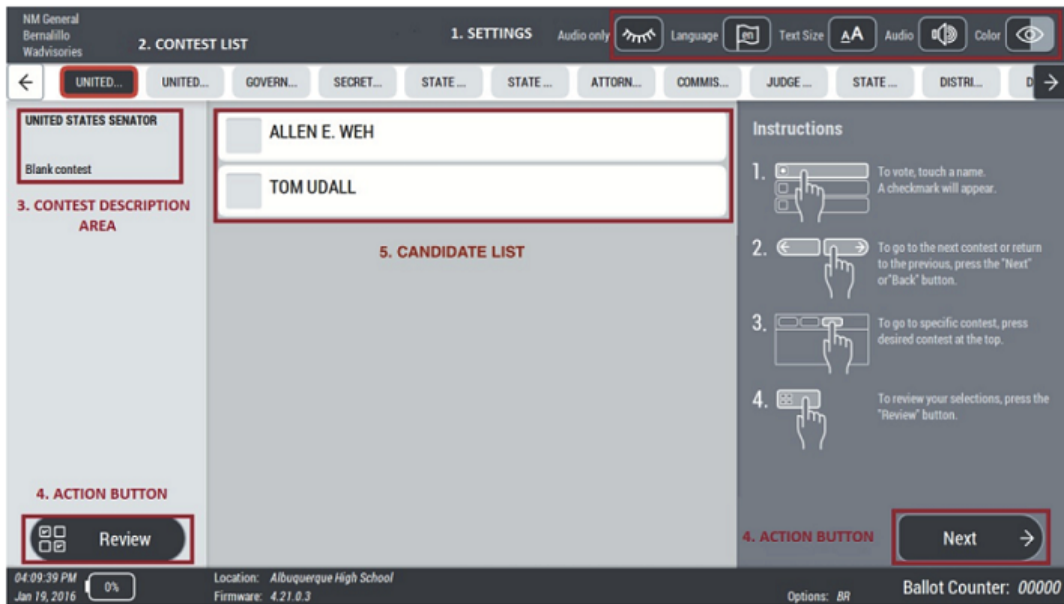 NM General
Bernalillo
Wadvisories
2. CONTEST LIST
1. SETTINGS
Audio only
Language
en
Text Size
AA
Audio
Color
UNITED...
UNITED...
GOVERN...
SECRET...
STATE ...
STATE ...
ATTORN...
COMMIS...
JUDGE ...
STATE ...
DISTRI...
D
UNITED STATES SENATOR
Blank contest
3. CONTEST DESCRIPTION
AREA
ALLEN E. WEH
TOM UDALL
5. CANDIDATE LIST
Instructions
1.
To vote, touch a name.
A checkmark will appear.
2.
To go to the next contest or return
to the previous, press the "Next"
or"Back" button.
3.
To go to specific contest, press
desired contest at the top.
4.
To review your selections, press the
"Review" button.
4. ACTION BUTTON
Review
4. ACTION BUTTON
Next
04:09:39 PM
Jan 19, 2016
0%
Location: Albuquerque High School
Firmware: 4.21.0.3
Options: BR
Ballot Counter: 00000